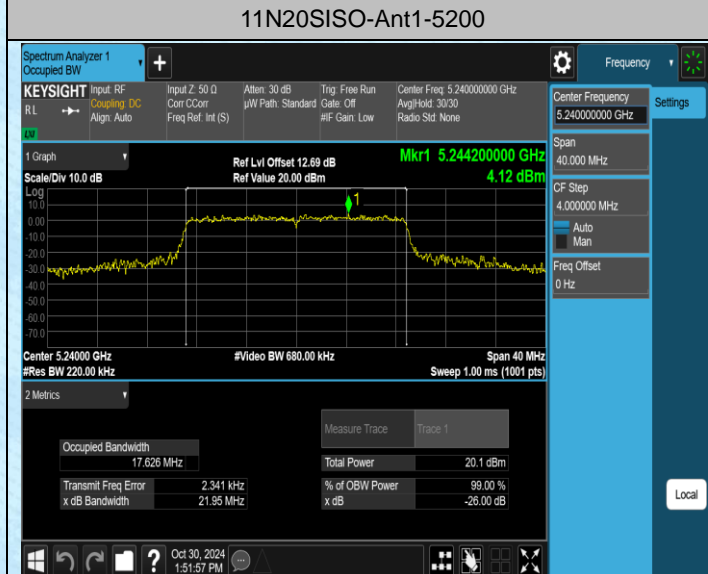 11N20SISO-Ant1-5200
Spectrum Analyzer 1
Occupied BW
Frequency
KEYSIGHT
R L
Input: RF
Coupling: DC
Align: Auto
Input Z: 50 Ω
Corr CCorr
Freq Ref: Int (S)
Atten: 30 dB
µW Path: Standard
Trig: Free Run
Gate: Off
#IF Gain: Low
Center Freq: 5.240000000 GHz
Avg|Hold: 30/30
Radio Std: None
1 Graph
Scale/Div 10.0 dB
Ref Lvl Offset 12.69 dB
Ref Value 20.00 dBm
Mkr1 5.244200000 GHz
4.12 dBm
Log
10.0
0.00
-10.0
-20.0
-30.0
-40.0
-50.0
-60.0
-70.0
1
Center 5.24000 GHz
#Res BW 220.00 kHz
#Video BW 680.00 kHz
Span 40 MHz
Sweep 1.00 ms (1001 pts)
2 Metrics
Measure Trace Trace 1
Occupied Bandwidth
17.626 MHz
Total Power 20.1 dBm
Transmit Freq Error 2.341 kHz
% of OBW Power 99.00 %
x dB Bandwidth 21.95 MHz
x dB -26.00 dB
Center Frequency
5.240000000 GHz
Settings
Span
40.000 MHz
CF Step
4.000000 MHz
Auto
Man
Freq Offset
0 Hz
Local
?
Oct 30, 2024
1:51:57 PM